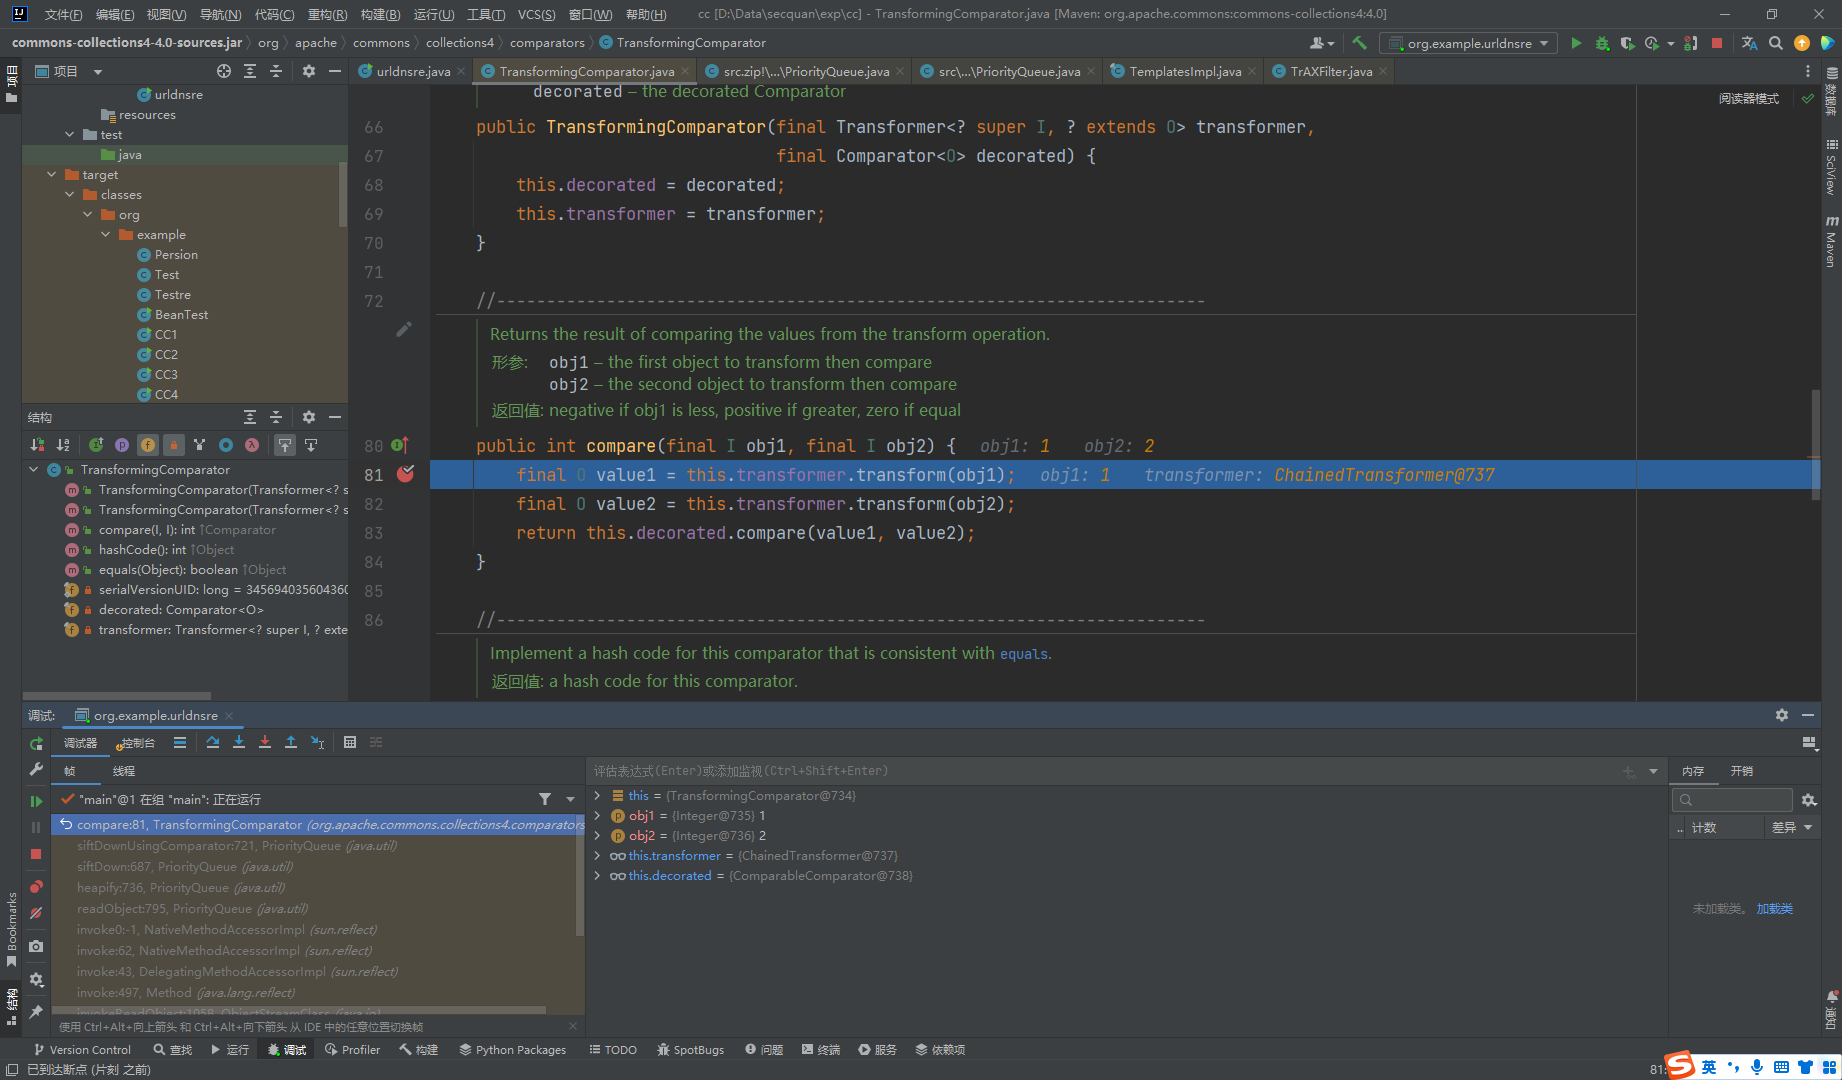 文件(F) 编辑(E) 视图(V) 导航(N) 代码(C) 重构(R) 构建(B) 运行(U) 工具(T) VCS(S) 窗口(W) 帮助(H) cc [D:\Data\secquan\exp\cc] - TransformingComparator.java [Maven: org.apache.commons:commons-collections4:4.0]
commons-collections4-4.0-sources.jar org apache commons collections4 comparators TransformingComparator
org.example.urldnsre
项目
urldnsre.java TransformingComparator.java src.zip!\...\PriorityQueue.java src\...\PriorityQueue.java TemplatesImpl.java TrAXFilter.java
项目
urldnsre
resources
test
java
target
classes
org
example
Persion
Test
Testre
BeanTest
CC1
CC2
CC3
CC4
结构
TransformingComparator
TransformingComparator(Transformer<? s
TransformingComparator(Transformer<? s
compare(I, I): int ↑Comparator
hashCode(): int ↑Object
equals(Object): boolean ↑Object
serialVersionUID: long = 345694035604360
decorated: Comparator<O>
transformer: Transformer<? super I, ? exte
decorated – the decorated Comparator
阅读器模式
66 public TransformingComparator(final Transformer<? super I, ? extends O> transformer,
67 final Comparator<O> decorated) {
68 this.decorated = decorated;
69 this.transformer = transformer;
70 }
71
72 //-----------------------------------------------------------------------
Returns the result of comparing the values from the transform operation.
形参: obj1 – the first object to transform then compare
obj2 – the second object to transform then compare
返回值: negative if obj1 is less, positive if greater, zero if equal
80 public int compare(final I obj1, final I obj2) { obj1: 1 obj2: 2
81 final O value1 = this.transformer.transform(obj1); obj1: 1 transformer: ChainedTransformer@737
82 final O value2 = this.transformer.transform(obj2);
83 return this.decorated.compare(value1, value2);
84 }
85
86 //-----------------------------------------------------------------------
Implement a hash code for this comparator that is consistent with equals.
返回值: a hash code for this comparator.
数据库
SciView
Maven
通知
调试: org.example.urldnsre
调试器 控制台
帧 线程
"main"@1 在组 "main": 正在运行
compare:81, TransformingComparator (org.apache.commons.collections4.comparators
siftDownUsingComparator:721, PriorityQueue (java.util)
siftDown:687, PriorityQueue (java.util)
heapify:736, PriorityQueue (java.util)
readObject:795, PriorityQueue (java.util)
invoke0:-1, NativeMethodAccessorImpl (sun.reflect)
invoke:62, NativeMethodAccessorImpl (sun.reflect)
invoke:43, DelegatingMethodAccessorImpl (sun.reflect)
invoke:497, Method (java.lang.reflect)
invokeReadObject:1058, ObjectStreamClass (java.io)
使用 Ctrl+Alt+向上箭头 和 Ctrl+Alt+向下箭头 从 IDE 中的任意位置切换帧
评估表达式(Enter)或添加监视(Ctrl+Shift+Enter)
this = {TransformingComparator@734}
obj1 = {Integer@735} 1
obj2 = {Integer@736} 2
this.transformer = {ChainedTransformer@737}
this.decorated = {ComparableComparator@738}
内存 开销
.. 计数 差异
未加载类。 加载类
Bookmarks
结构
Version Control 查找 运行 调试 Profiler 构建 Python Packages TODO SpotBugs 问题 终端 服务 依赖项
已到达断点 (片刻 之前)
81:
英